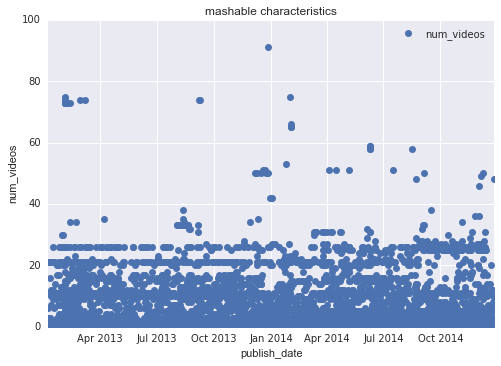 mashable characteristics
num_videos
100
80
60
40
20
0
num_videos
Apr 2013 Jul 2013 Oct 2013 Jan 2014 Apr 2014 Jul 2014 Oct 2014
publish_date